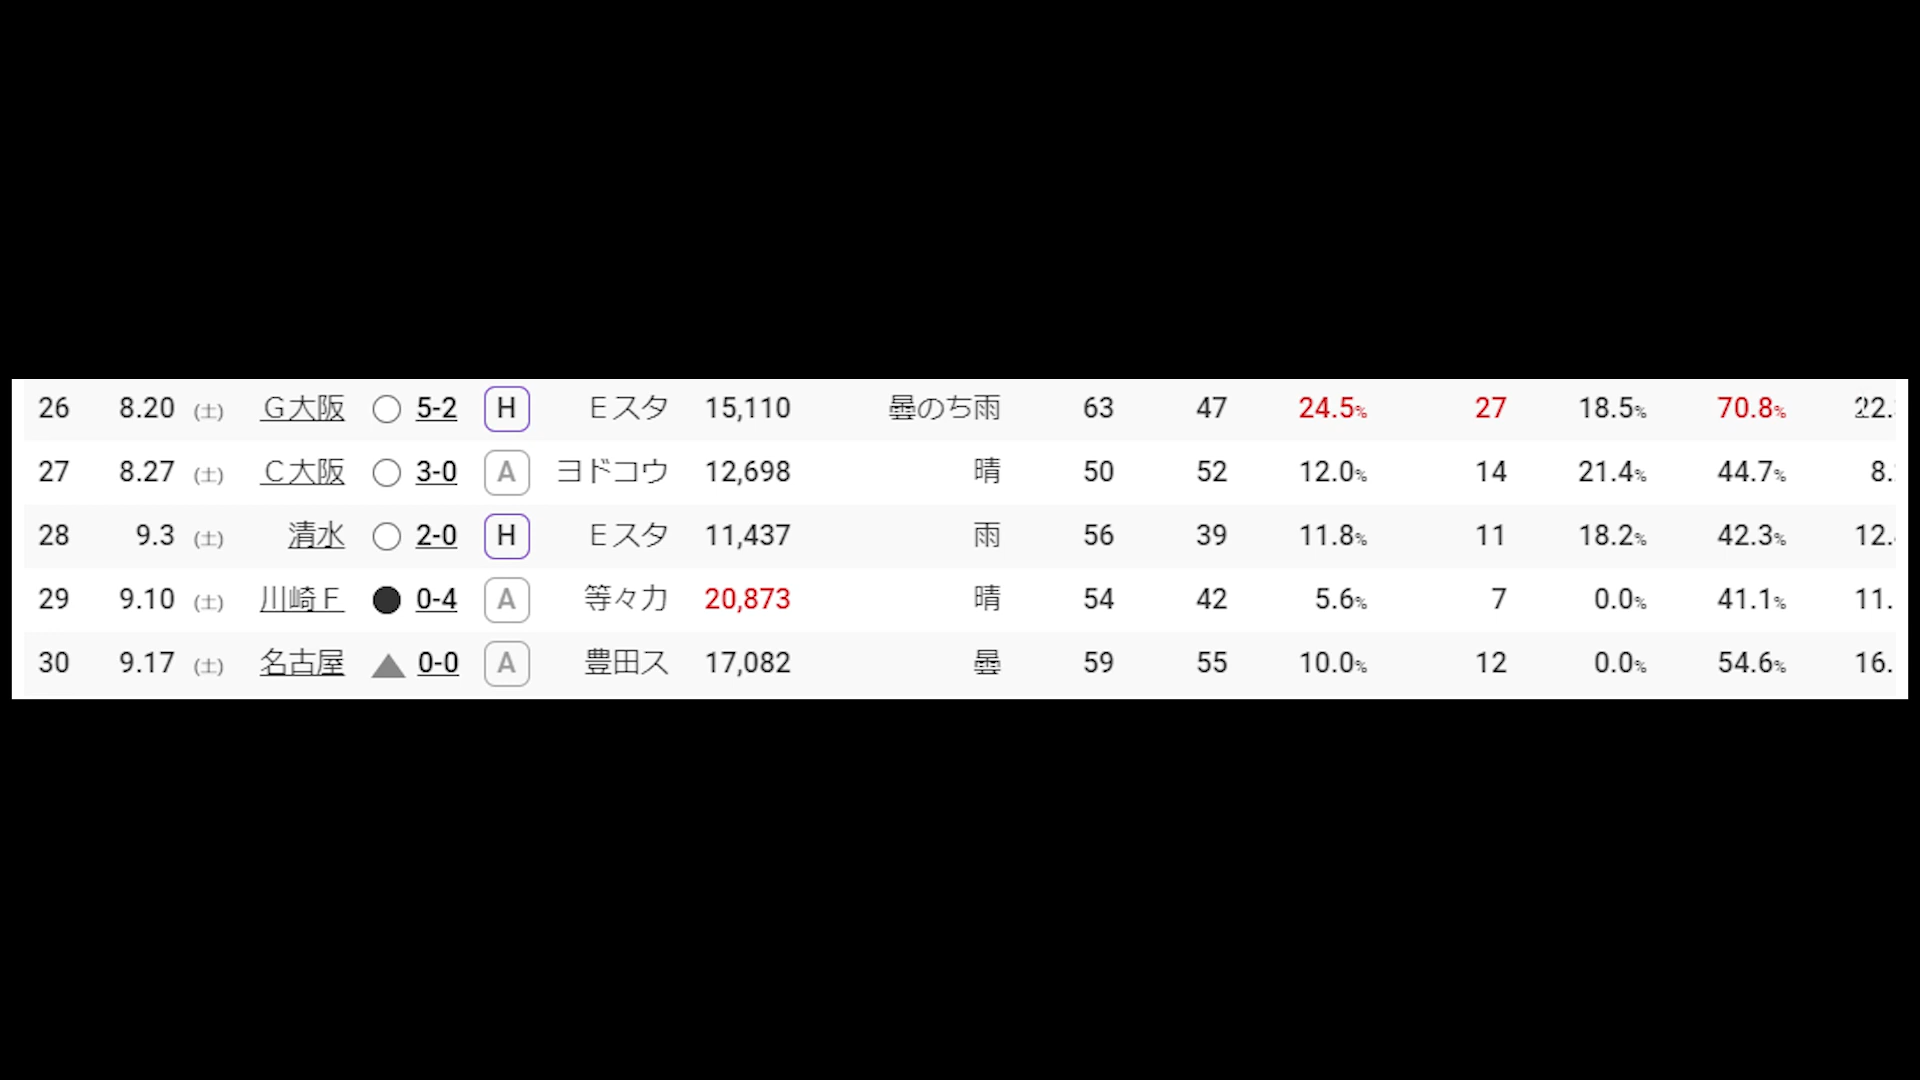 26 8.20 (土) Ｇ大阪 ○ 5-2 H Ｅスタ 15,110 曇のち雨 63 47 24.5% 27 18.5% 70.8% 22.
27 8.27 (土) Ｃ大阪 ○ 3-0 A ヨドコウ 12,698 晴 50 52 12.0% 14 21.4% 44.7% 8.
28 9.3 (土) 清水 ○ 2-0 H Ｅスタ 11,437 雨 56 39 11.8% 11 18.2% 42.3% 12.
29 9.10 (土) 川崎Ｆ ● 0-4 A 等々力 20,873 晴 54 42 5.6% 7 0.0% 41.1% 11.
30 9.17 (土) 名古屋 ▲ 0-0 A 豊田ス 17,082 曇 59 55 10.0% 12 0.0% 54.6% 16.